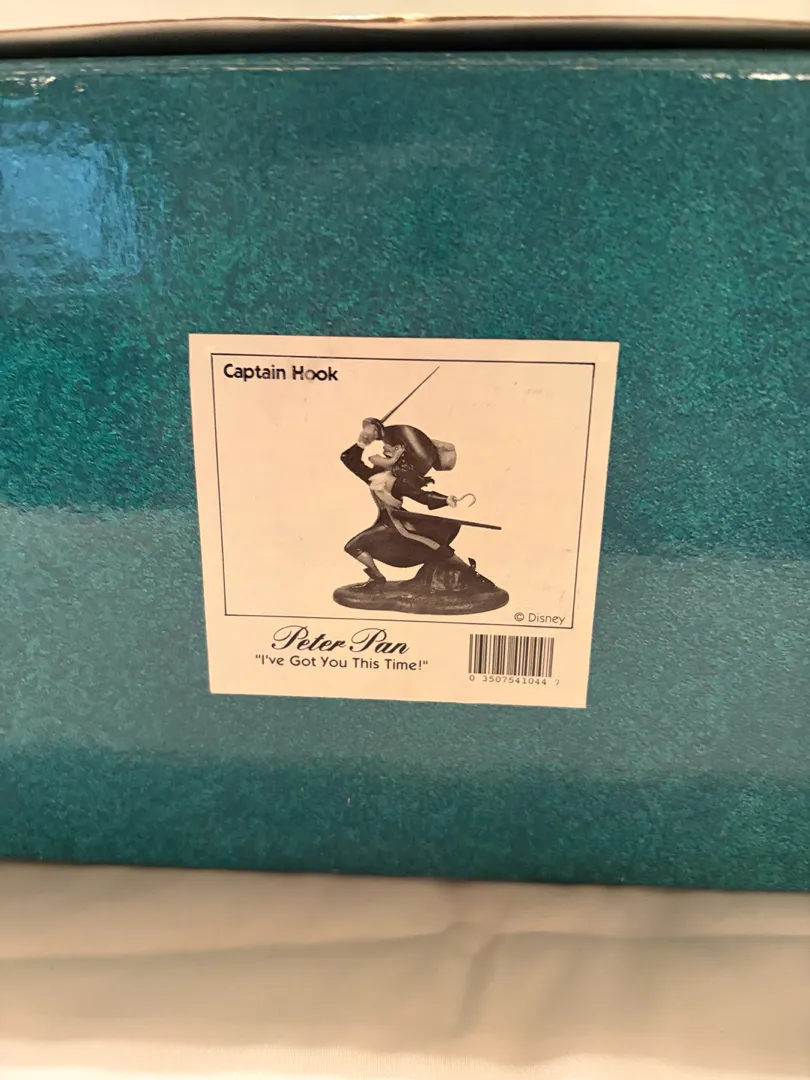 Captain Hook
© Disney
Peter Pan
"I've Got You This Time!"
0 3507541044 7